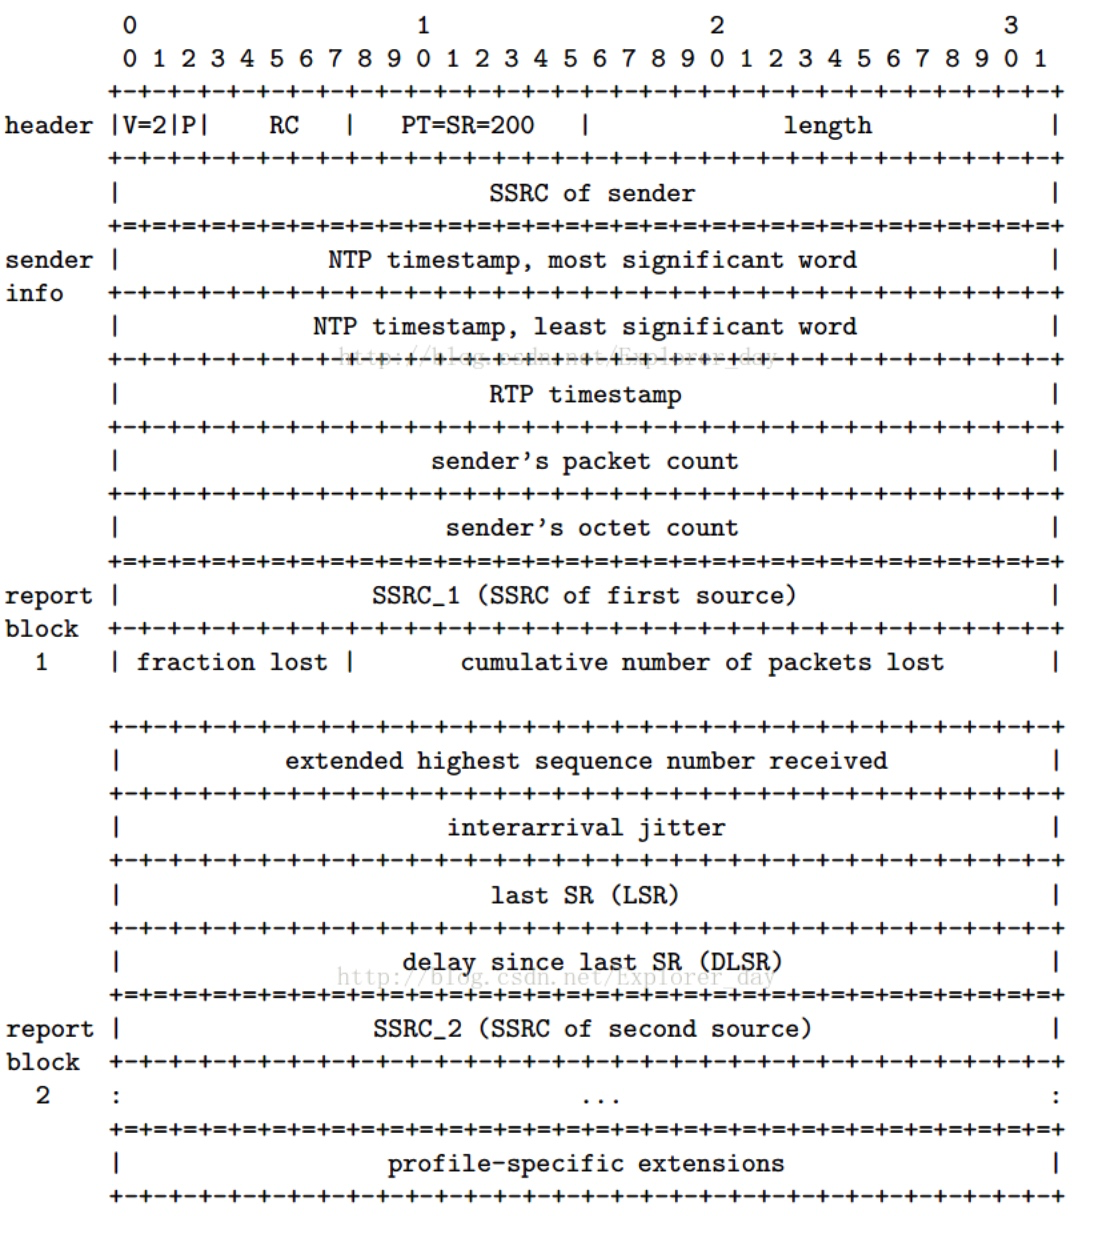 0                   1                   2                   3
0 1 2 3 4 5 6 7 8 9 0 1 2 3 4 5 6 7 8 9 0 1 2 3 4 5 6 7 8 9 0 1
+-+-+-+-+-+-+-+-+-+-+-+-+-+-+-+-+-+-+-+-+-+-+-+-+-+-+-+-+-+-+-+-+
header |V=2|P|    RC   |   PT=SR=200   |             length            |
+-+-+-+-+-+-+-+-+-+-+-+-+-+-+-+-+-+-+-+-+-+-+-+-+-+-+-+-+-+-+-+-+
|                         SSRC of sender                        |
+=+=+=+=+=+=+=+=+=+=+=+=+=+=+=+=+=+=+=+=+=+=+=+=+=+=+=+=+=+=+=+=+
sender |              NTP timestamp, most significant word             |
info   +-+-+-+-+-+-+-+-+-+-+-+-+-+-+-+-+-+-+-+-+-+-+-+-+-+-+-+-+-+-+-+-+
|             NTP timestamp, least significant word             |
+-+-+-+-+-+-+-+-+-+-+-+-+-+-+-+-+-+-+-+-+-+-+-+-+-+-+-+-+-+-+-+-+
http://blog.csdn.net/Explorer_day
|                         RTP timestamp                         |
+-+-+-+-+-+-+-+-+-+-+-+-+-+-+-+-+-+-+-+-+-+-+-+-+-+-+-+-+-+-+-+-+
|                     sender's packet count                     |
+-+-+-+-+-+-+-+-+-+-+-+-+-+-+-+-+-+-+-+-+-+-+-+-+-+-+-+-+-+-+-+-+
|                      sender's octet count                     |
+=+=+=+=+=+=+=+=+=+=+=+=+=+=+=+=+=+=+=+=+=+=+=+=+=+=+=+=+=+=+=+=+
report |                 SSRC_1 (SSRC of first source)                 |
block  +-+-+-+-+-+-+-+-+-+-+-+-+-+-+-+-+-+-+-+-+-+-+-+-+-+-+-+-+-+-+-+-+
1    | fraction lost |       cumulative number of packets lost       |
+-+-+-+-+-+-+-+-+-+-+-+-+-+-+-+-+-+-+-+-+-+-+-+-+-+-+-+-+-+-+-+-+
|           extended highest sequence number received           |
+-+-+-+-+-+-+-+-+-+-+-+-+-+-+-+-+-+-+-+-+-+-+-+-+-+-+-+-+-+-+-+-+
|                      interarrival jitter                      |
+-+-+-+-+-+-+-+-+-+-+-+-+-+-+-+-+-+-+-+-+-+-+-+-+-+-+-+-+-+-+-+-+
|                         last SR (LSR)                         |
+-+-+-+-+-+-+-+-+-+-+-+-+-+-+-+-+-+-+-+-+-+-+-+-+-+-+-+-+-+-+-+-+
|                   delay since last SR (DLSR)                  |
http://blog.csdn.net/Explorer_day
+=+=+=+=+=+=+=+=+=+=+=+=+=+=+=+=+=+=+=+=+=+=+=+=+=+=+=+=+=+=+=+=+
report |                 SSRC_2 (SSRC of second source)                |
block  +-+-+-+-+-+-+-+-+-+-+-+-+-+-+-+-+-+-+-+-+-+-+-+-+-+-+-+-+-+-+-+-+
2    :                               ...                             :
+=+=+=+=+=+=+=+=+=+=+=+=+=+=+=+=+=+=+=+=+=+=+=+=+=+=+=+=+=+=+=+=+
|                  profile-specific extensions                  |
+-+-+-+-+-+-+-+-+-+-+-+-+-+-+-+-+-+-+-+-+-+-+-+-+-+-+-+-+-+-+-+-+